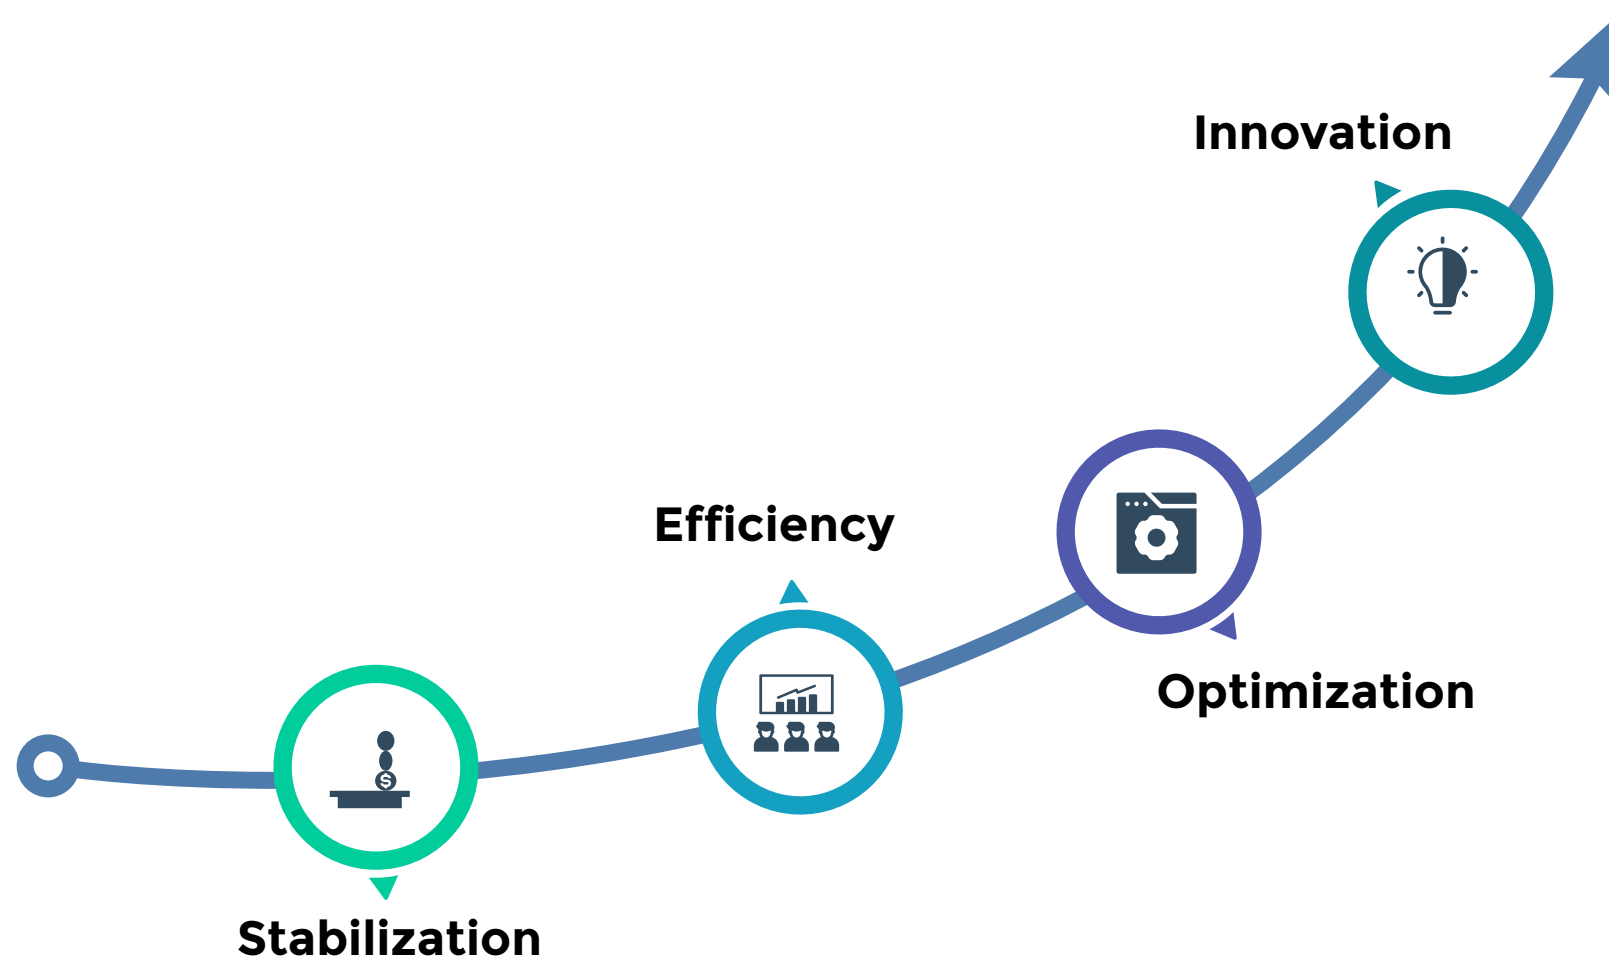 Innovation
Efficiency
Optimization
$
Stabilization